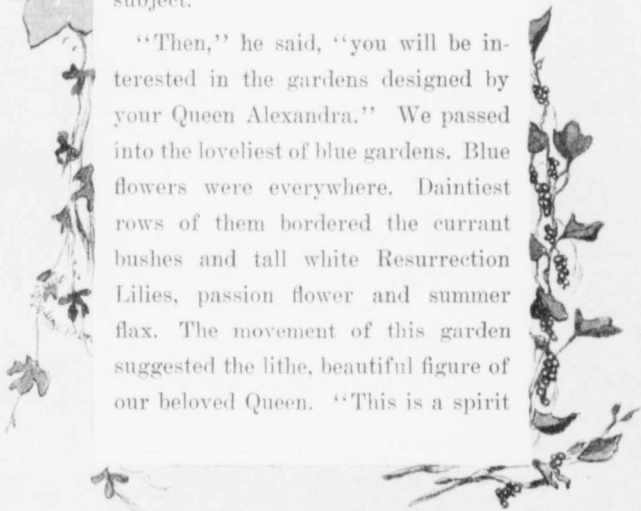 subject.
“Then,” he said, “you will be in-
terested in the gardens designed by
your Queen Alexandra.” We passed
into the loveliest of blue gardens. Blue
flowers were everywhere. Daintiest
rows of them bordered the currant
bushes and tall white Resurrection
Lilies, passion flower and summer
flax. The movement of this garden
suggested the lithe, beautiful figure of
our beloved Queen. “This is a spirit